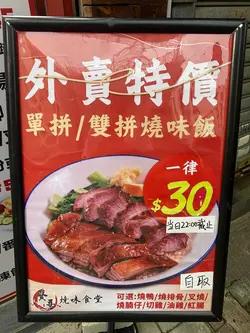 外賣特價
單拼/雙拼燒味飯
一律
$30
當日22:00截止
自取
燒味食堂
可選:燒鴨/燒排骨/叉燒/
燒腩仔/切雞/油雞/紅腸